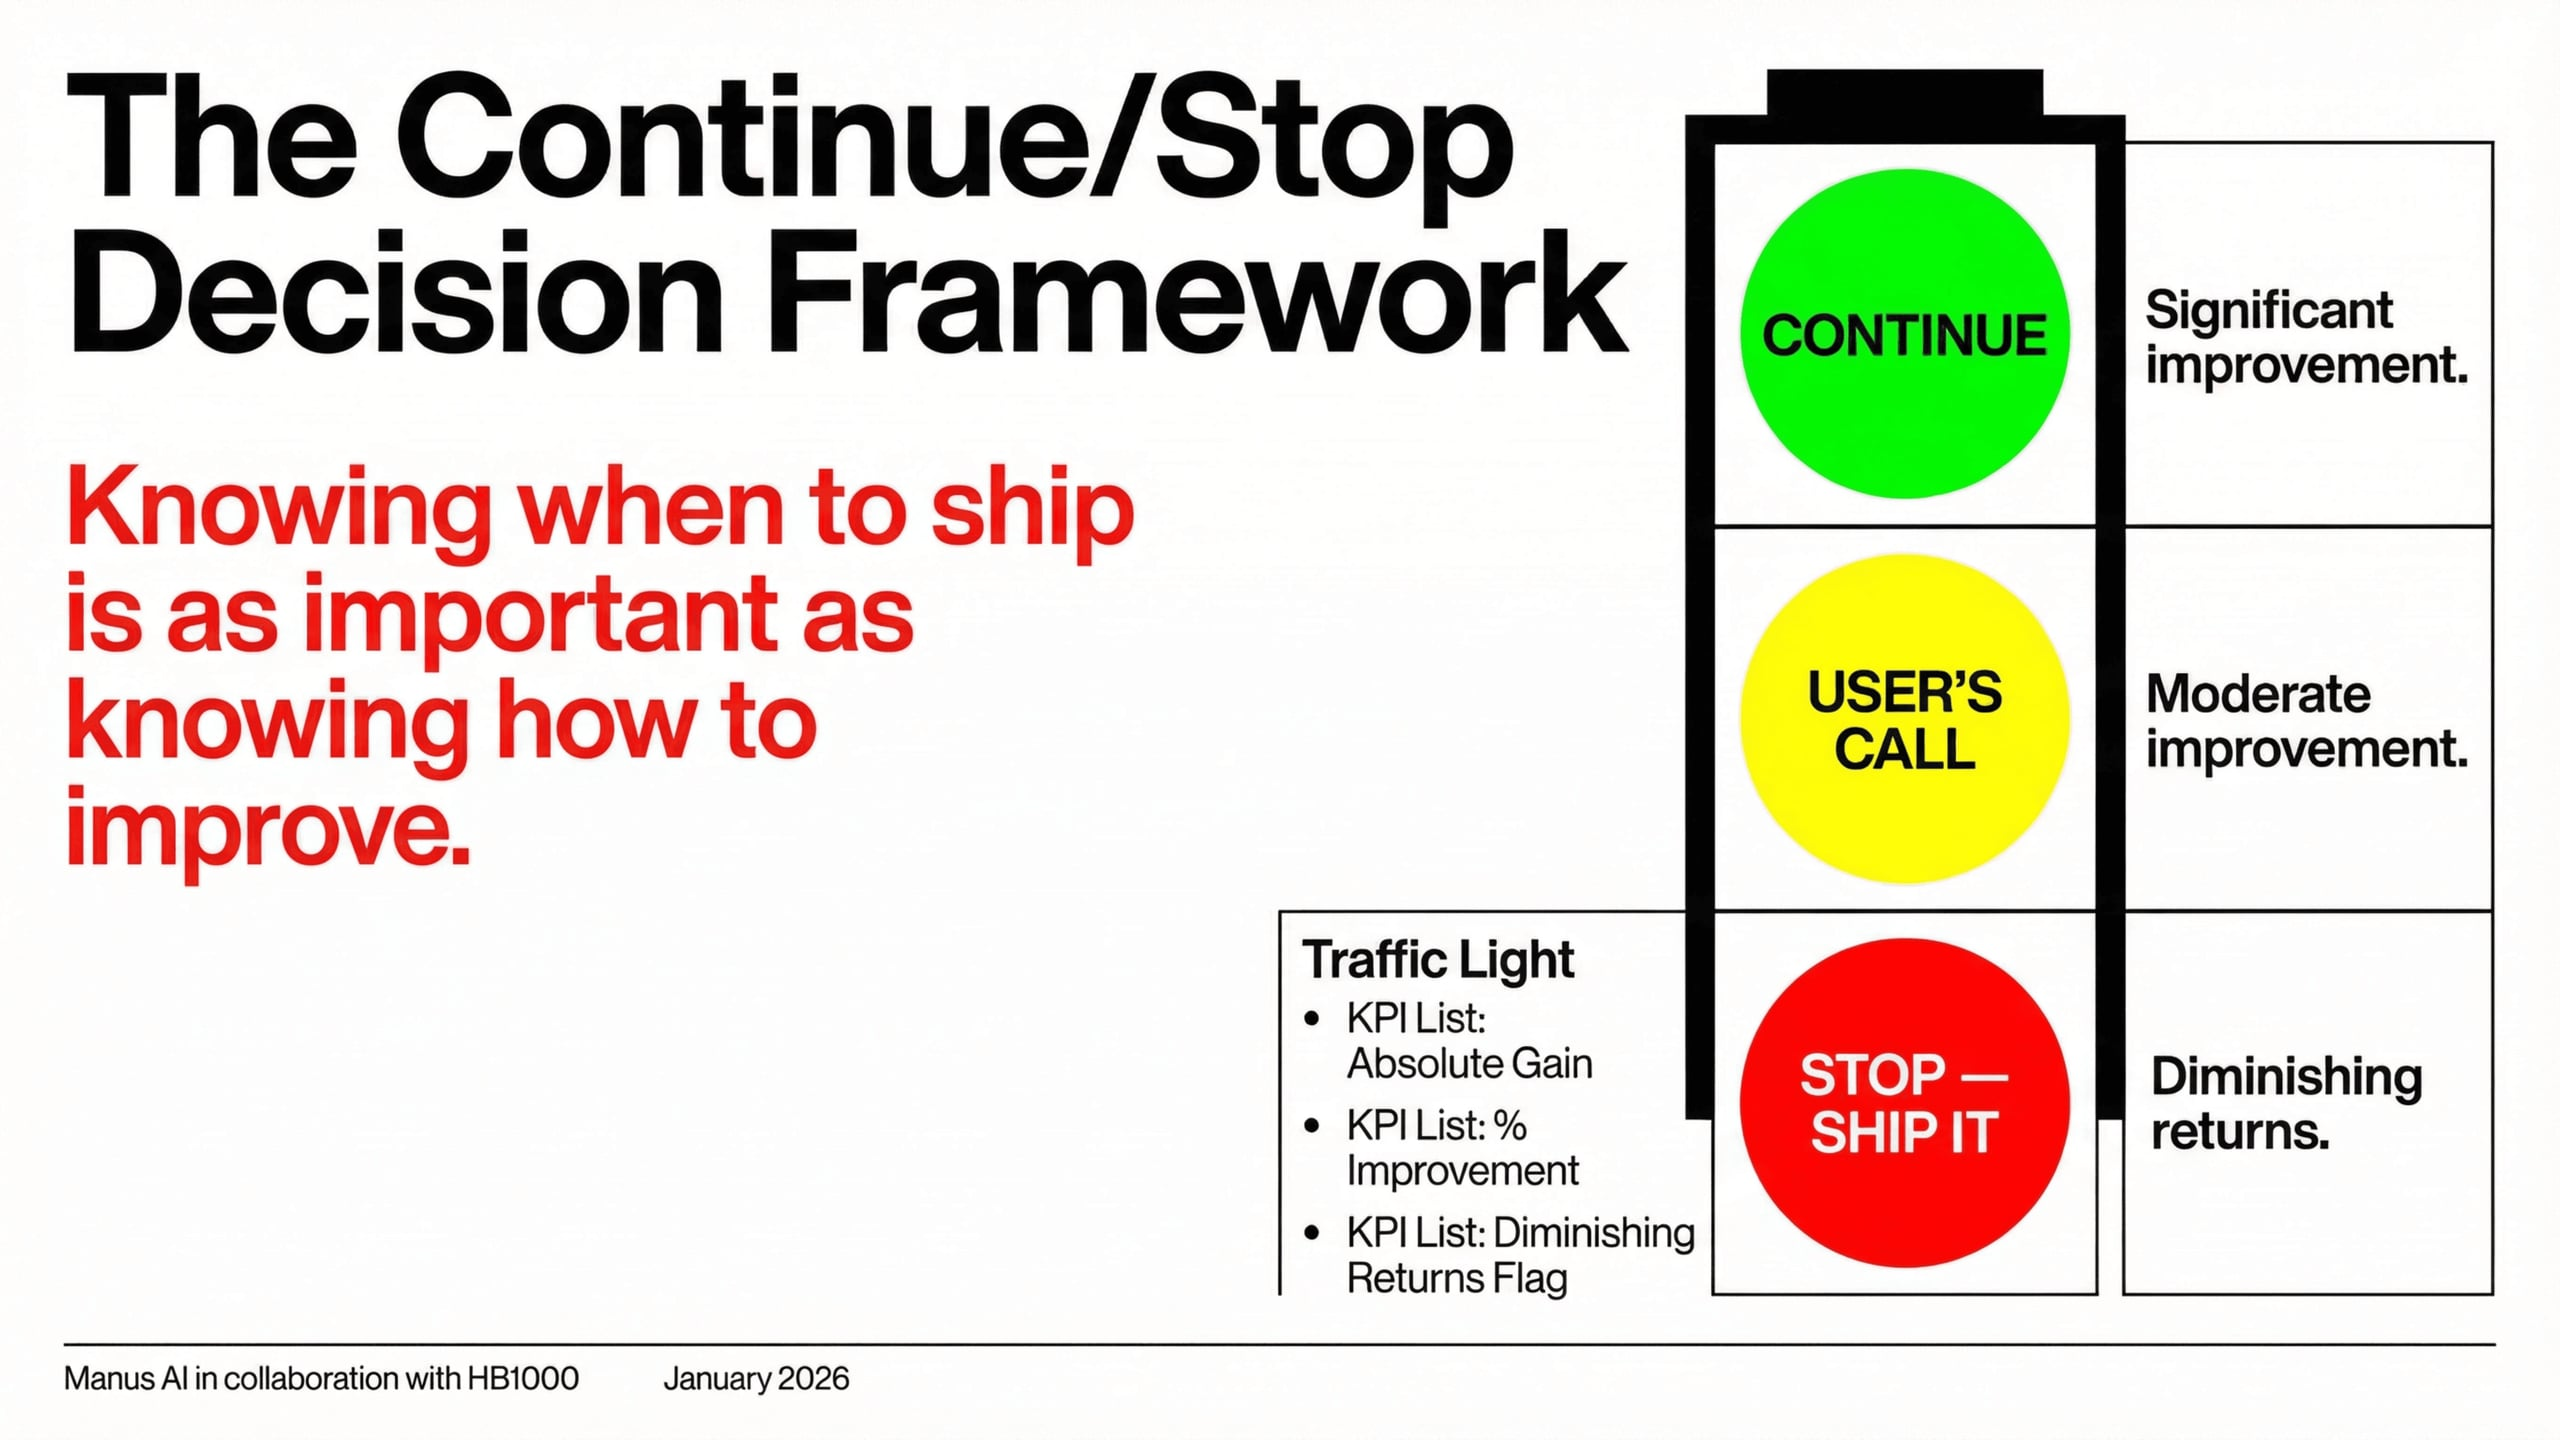 The Continue/Stop
Decision Framework
Knowing when to ship
is as important as
knowing how to
improve.
CONTINUE
Significant
improvement.
USER’S
CALL
Moderate
improvement.
STOP —
SHIP IT
Diminishing
returns.
Traffic Light
• KPI List:
Absolute Gain
• KPI List: %
Improvement
• KPI List: Diminishing
Returns Flag
Manus AI in collaboration with HB1000
January 2026